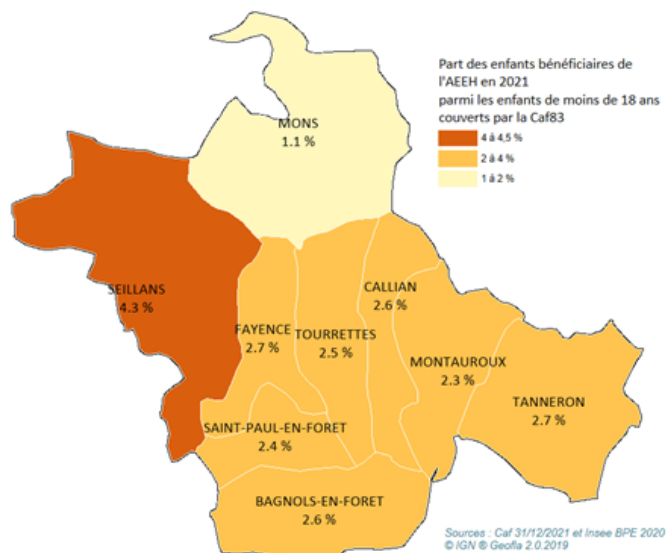 Part des enfants bénéficiaires de
l'AEEH en 2021
parmi les enfants de moins de 18 ans
couverts par la Caf83
4 à 4,5 %
2 à 4 %
1 à 2 %
MONS
1.1 %
SEILLANS
4.3 %
CALLIAN
2.6 %
FAYENCE
2.7 %
TOURRETTES
2.5 %
MONTAUROUX
2.3 %
TANNERON
2.7 %
SAINT-PAUL-EN-FORET
2.4 %
BAGNOLS-EN-FORET
2.6 %
Sources : Caf 31/12/2021 et Insee BPE 2020
© IGN ® Geofla 2.0.2019